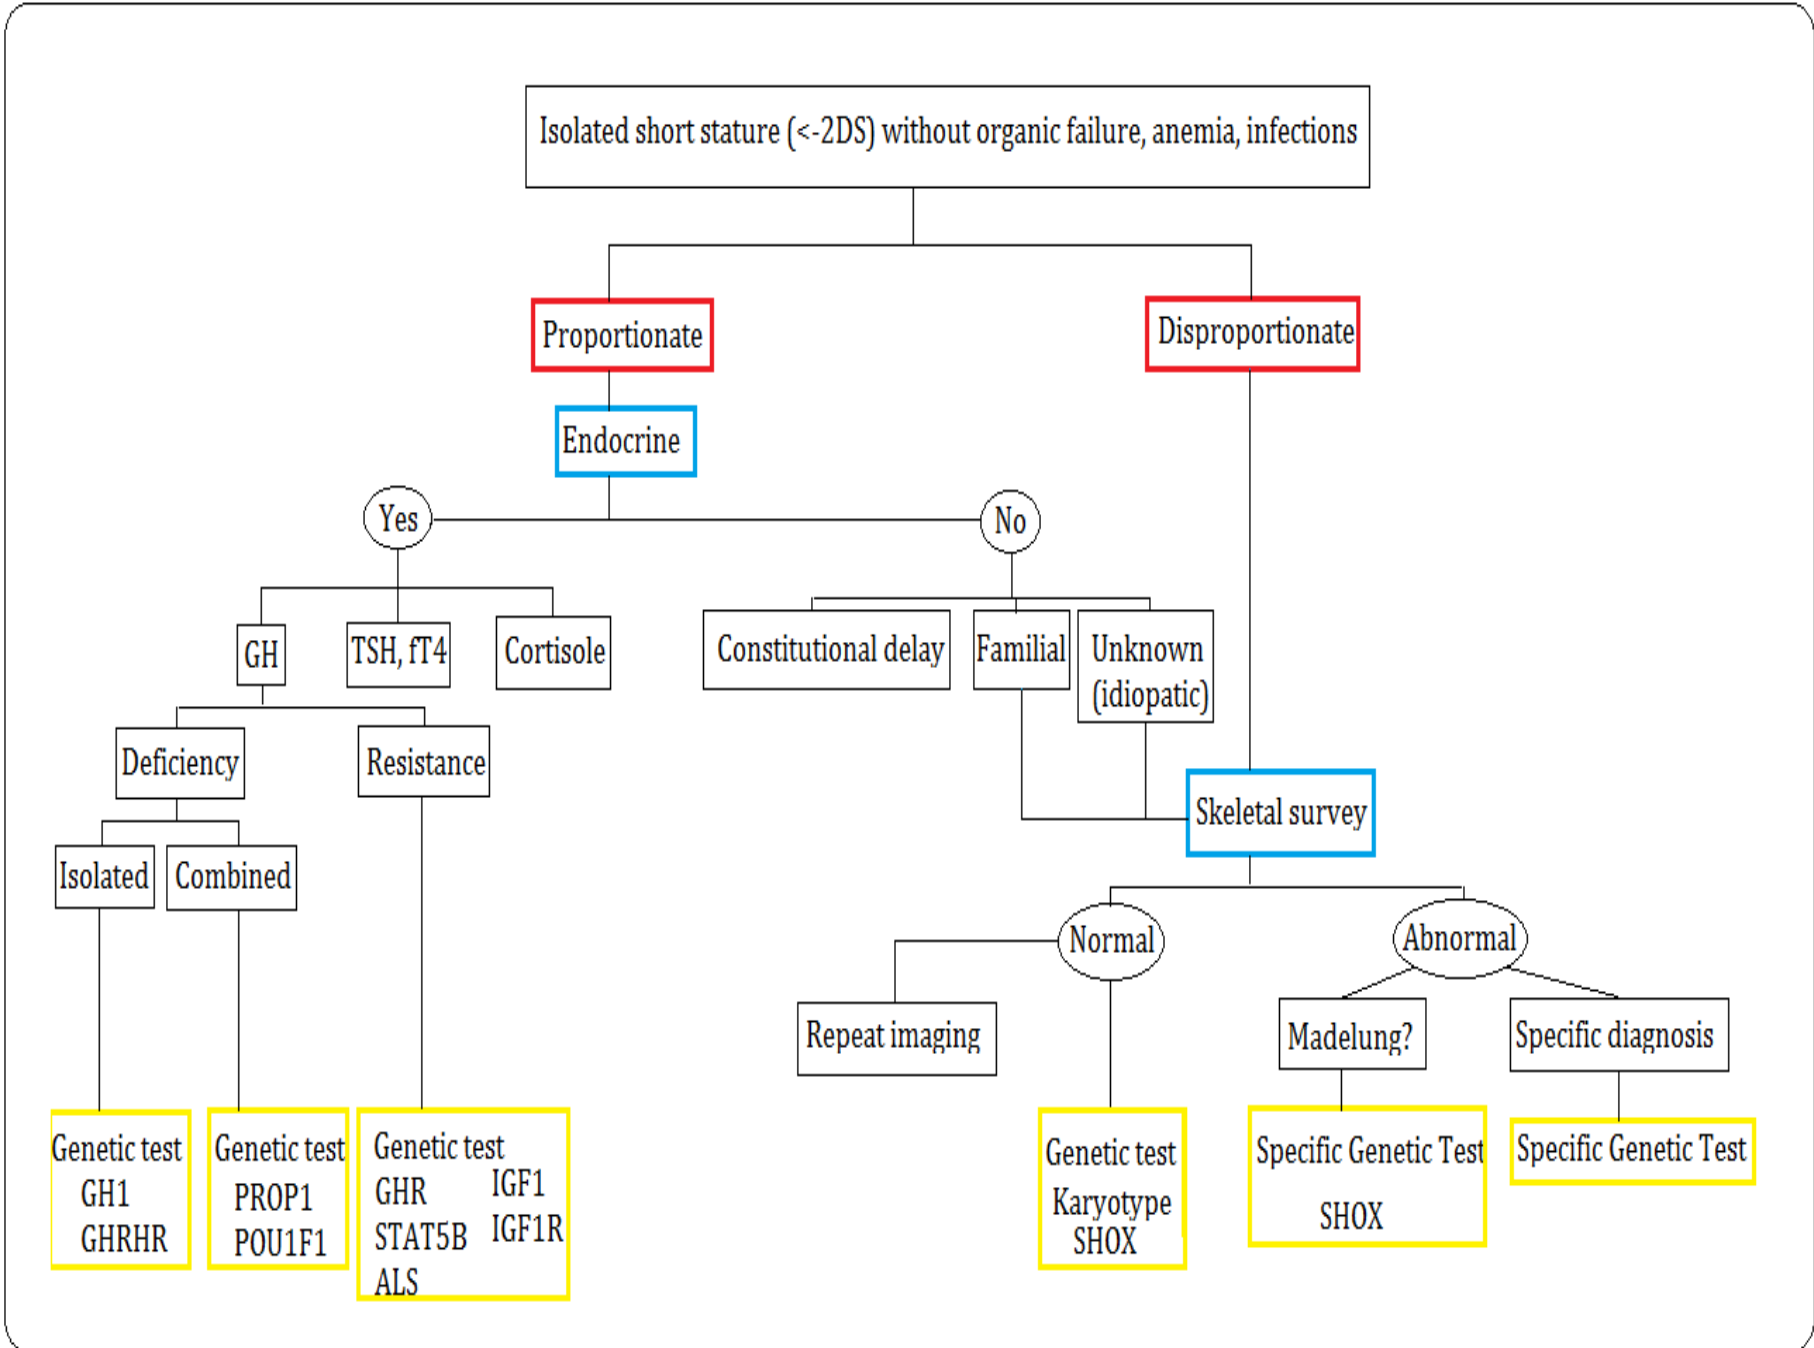 Isolated short stature (<-2DS) without organic failure, anemia, infections
Proportionate
Disproportionate
Endocrine
Yes
No
GH
TSH, fT4
Cortisole
Constitutional delay
Familial
Unknown
(idiopatic)
Deficiency
Resistance
Skeletal survey
Isolated
Combined
Normal
Abnormal
Repeat imaging
Madelung?
Specific diagnosis
Genetic test
GH1
GHRHR
Genetic test
PROP1
POU1F1
Genetic test
GHR
IGF1
STAT5B
IGF1R
ALS
Genetic test
Karyotype
SHOX
Specific Genetic Test
SHOX
Specific Genetic Test